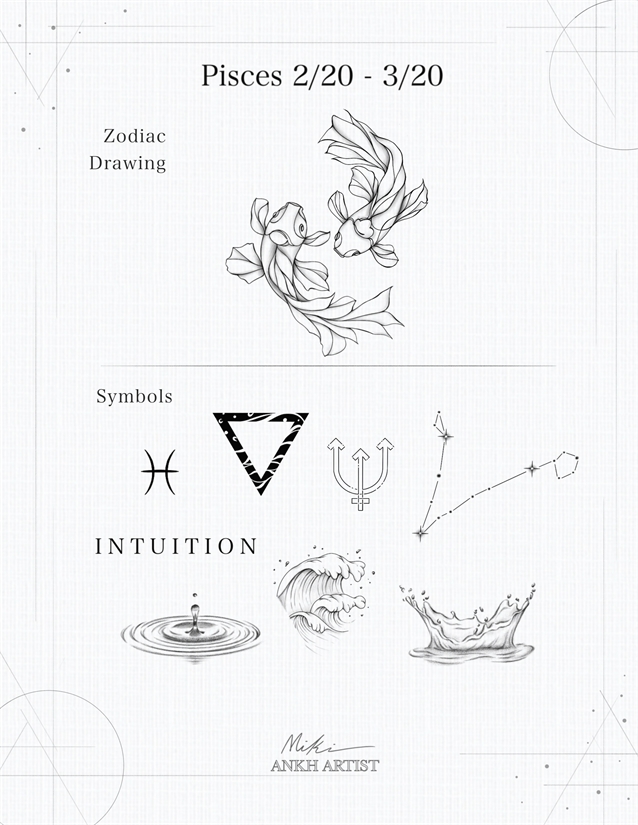 Pisces 2/20 - 3/20
Zodiac
Drawing
Symbols
INTUITION
Miki
ANKH ARTIST